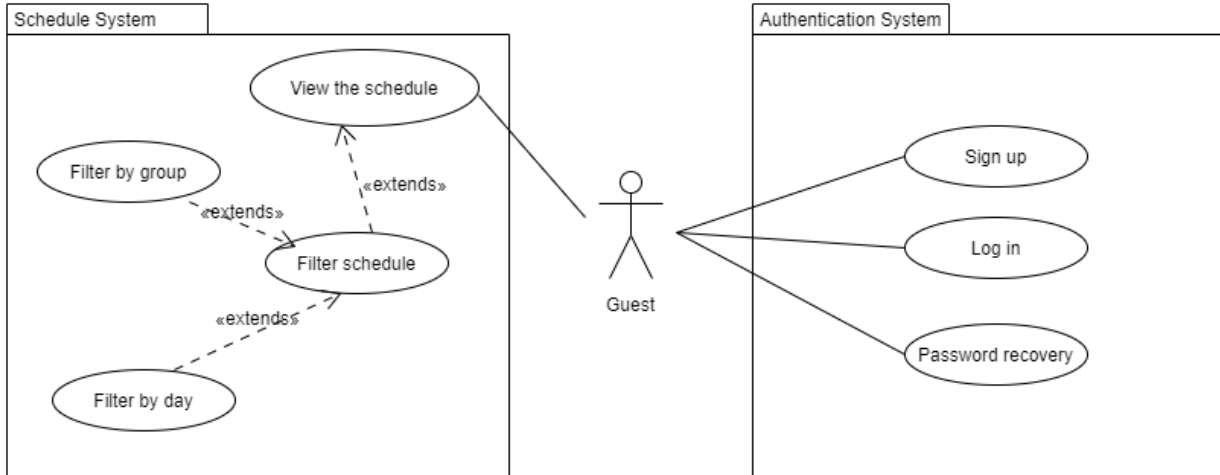 Schedule System
Authentication System
View the schedule
Sign up
Filter by group
«extends»
«extends»
Log in
Filter schedule
Guest
«extends»
Password recovery
Filter by day